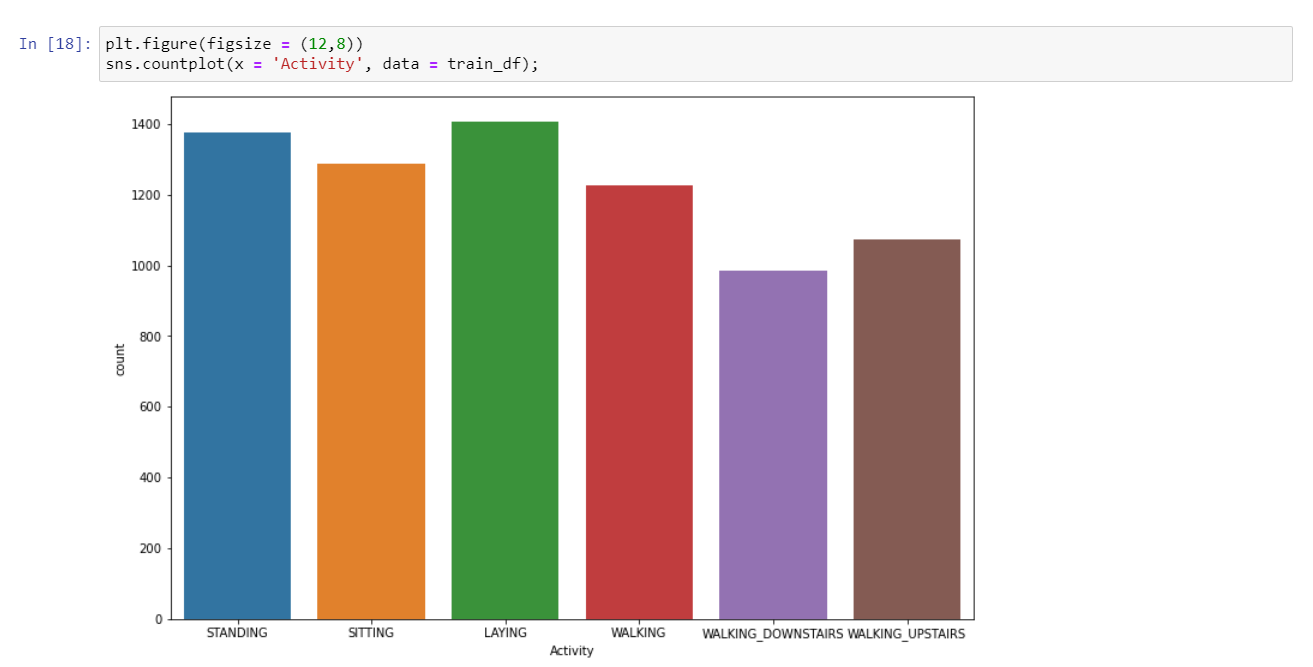 In [18]: plt.figure(figsize = (12,8))
sns.countplot(x = 'Activity', data = train_df);
1400
1200
1000
800
count
600
400
200
0
STANDING SITTING LAYING WALKING WALKING_DOWNSTAIRS WALKING_UPSTAIRS
Activity